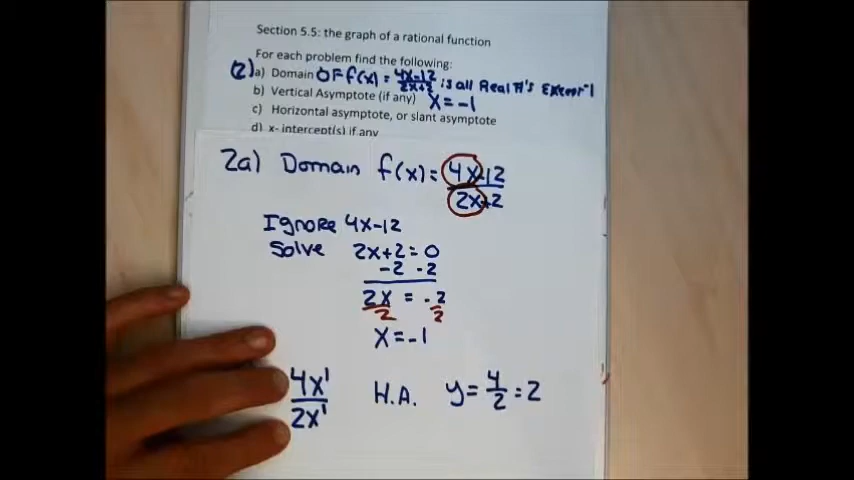 Section 5.5: the graph of a rational function
For each problem find the following:
(2) a) Domain OF f(x) = 4x-12 / 2x+2 is all Real #'s Except -1
b) Vertical Asymptote (if any) X = -1
c) Horizontal asymptote, or slant asymptote
d) x- intercept(s) if any
2a) Domain f(x) = 4x-12 / 2x+2
Ignore 4x-12
Solve 2x+2 = 0
-2 -2
2x = -2
2 2
X = -1
4x¹ / 2x¹ H.A. y = 4/2 = 2